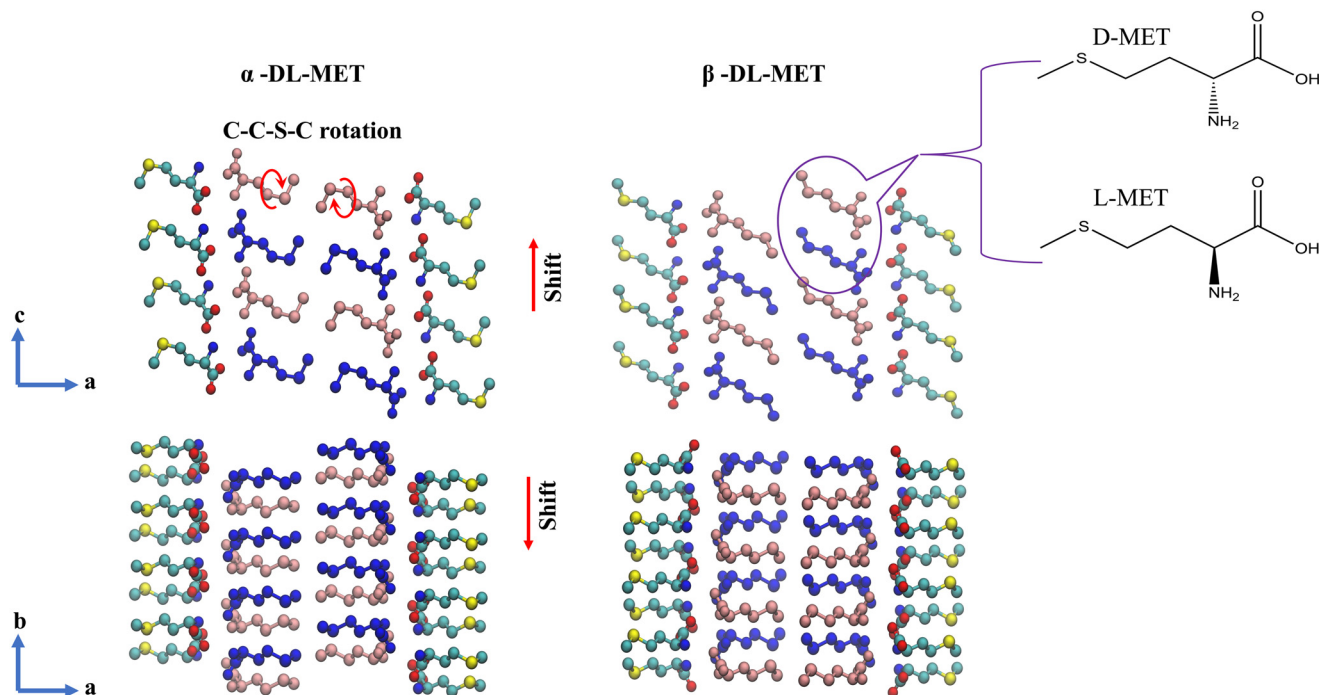 α -DL-MET
C-C-S-C rotation
β -DL-MET
D-MET
O
S
OH
NH₂
L-MET
O
S
OH
NH₂
Shift
c
a
Shift
b
a